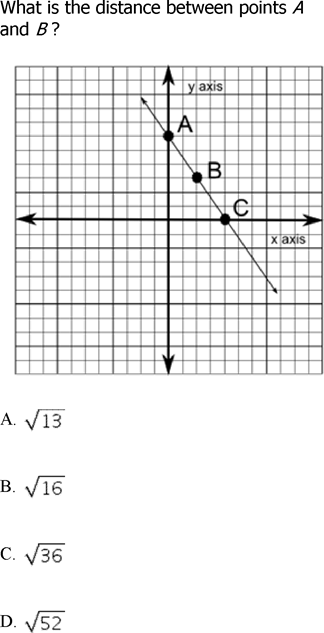 What is the distance between points A
and B?
y axis
A
B
C
x axis
A. √13
B. √16
C. √36
D. √52